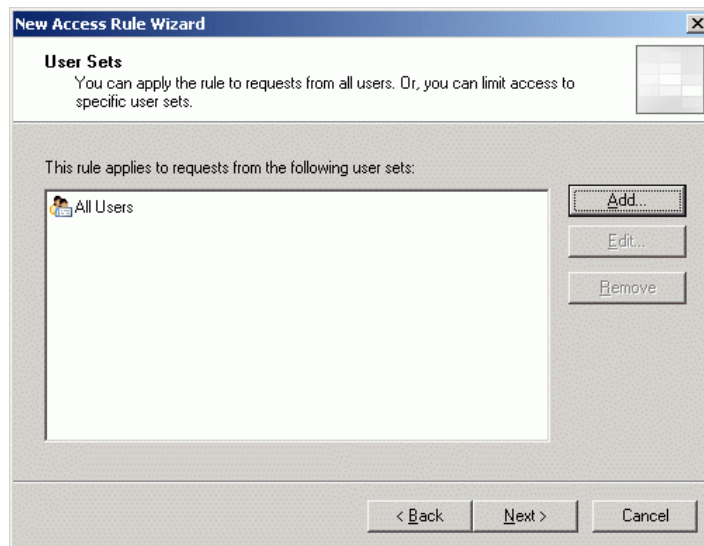 New Access Rule Wizard
User Sets
You can apply the rule to requests from all users. Or, you can limit access to
specific user sets.
This rule applies to requests from the following user sets:
All Users
Add...
Edit...
Remove
< Back
Next >
Cancel